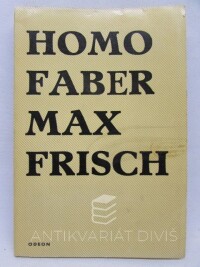 HOMO
FABER
MAX
FRISCH
ANTIKVARIÁT DIVIŠ
ODEON